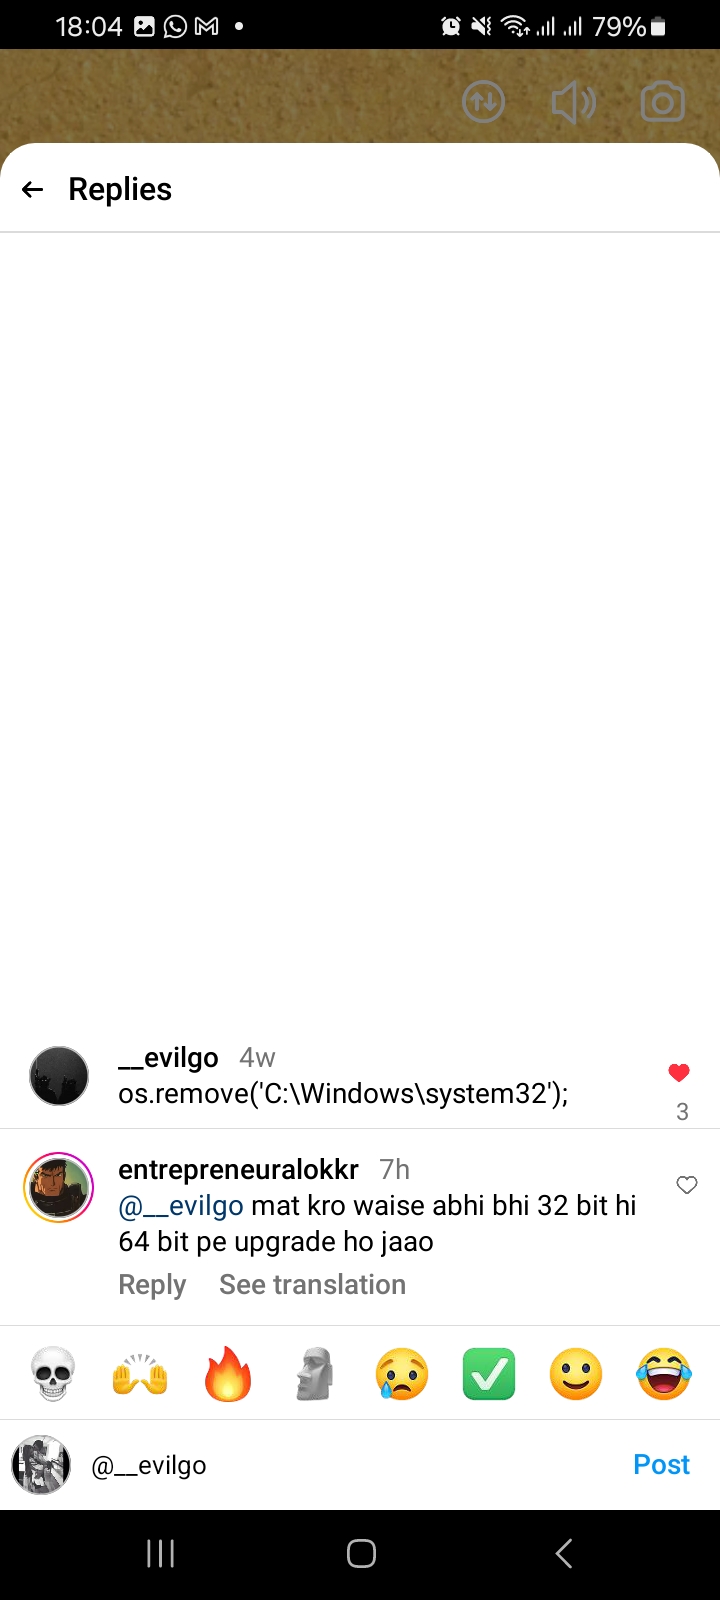 18:04 79%
Replies
__evilgo 4w
os.remove('C:\Windows\system32');
3
entrepreneuralokkr 7h
@__evilgo mat kro waise abhi bhi 32 bit hi
64 bit pe upgrade ho jaao
Reply See translation
@__evilgo Post